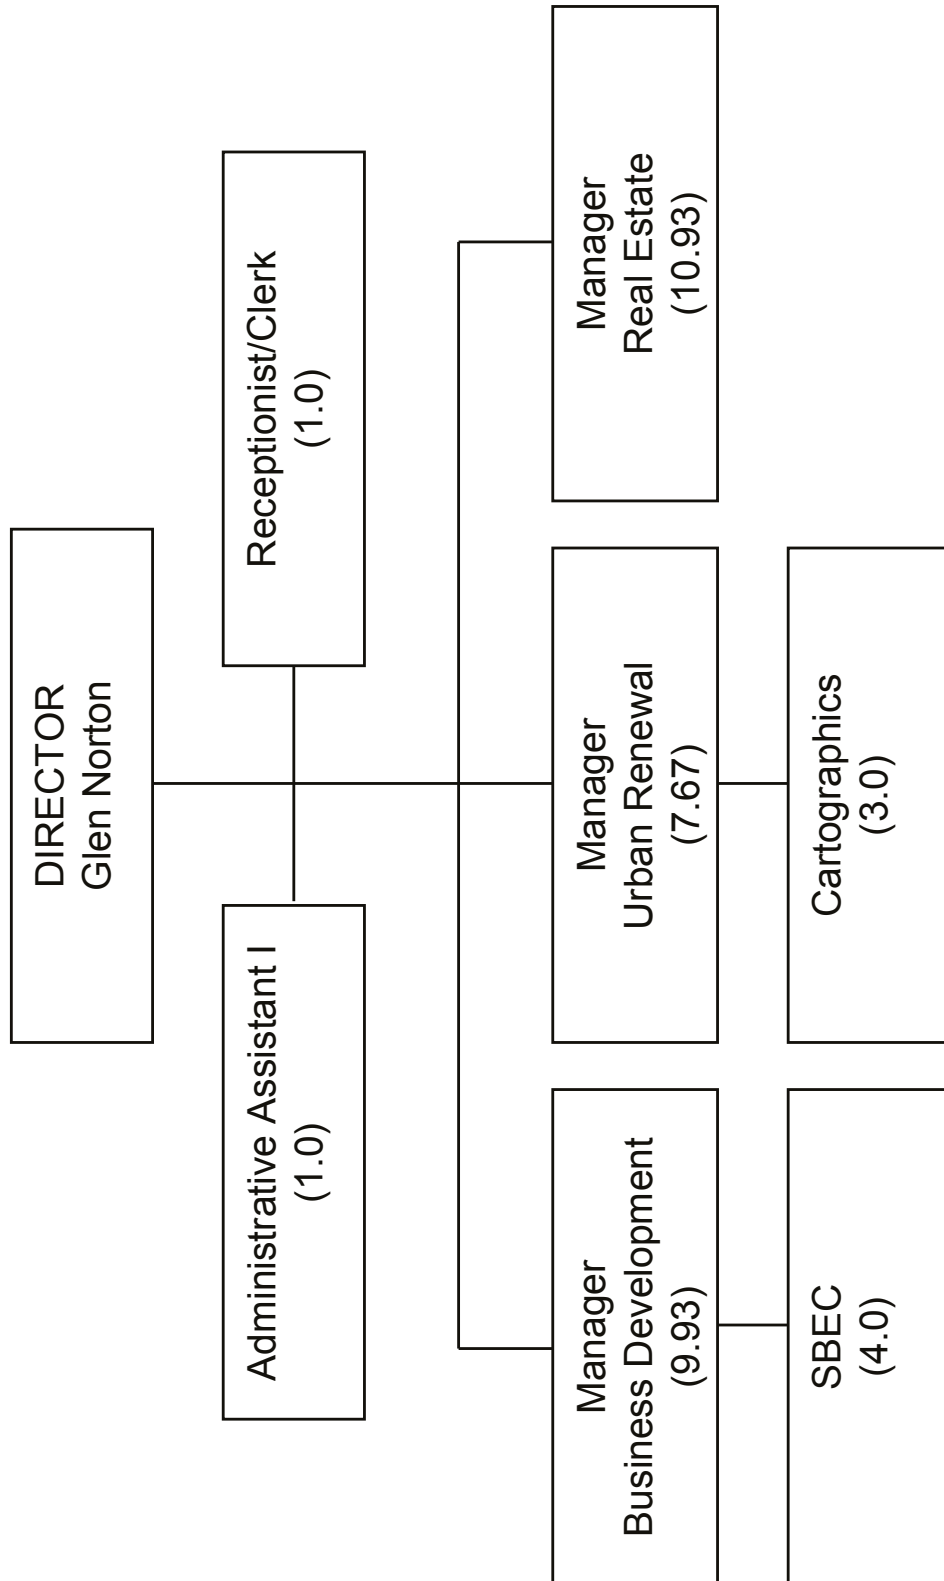 DIRECTOR
Glen Norton
Administrative Assistant I
(1.0)
Receptionist/Clerk
(1.0)
Manager
Business Development
(9.93)
Manager
Urban Renewal
(7.67)
Manager
Real Estate
(10.93)
SBEC
(4.0)
Cartographics
(3.0)